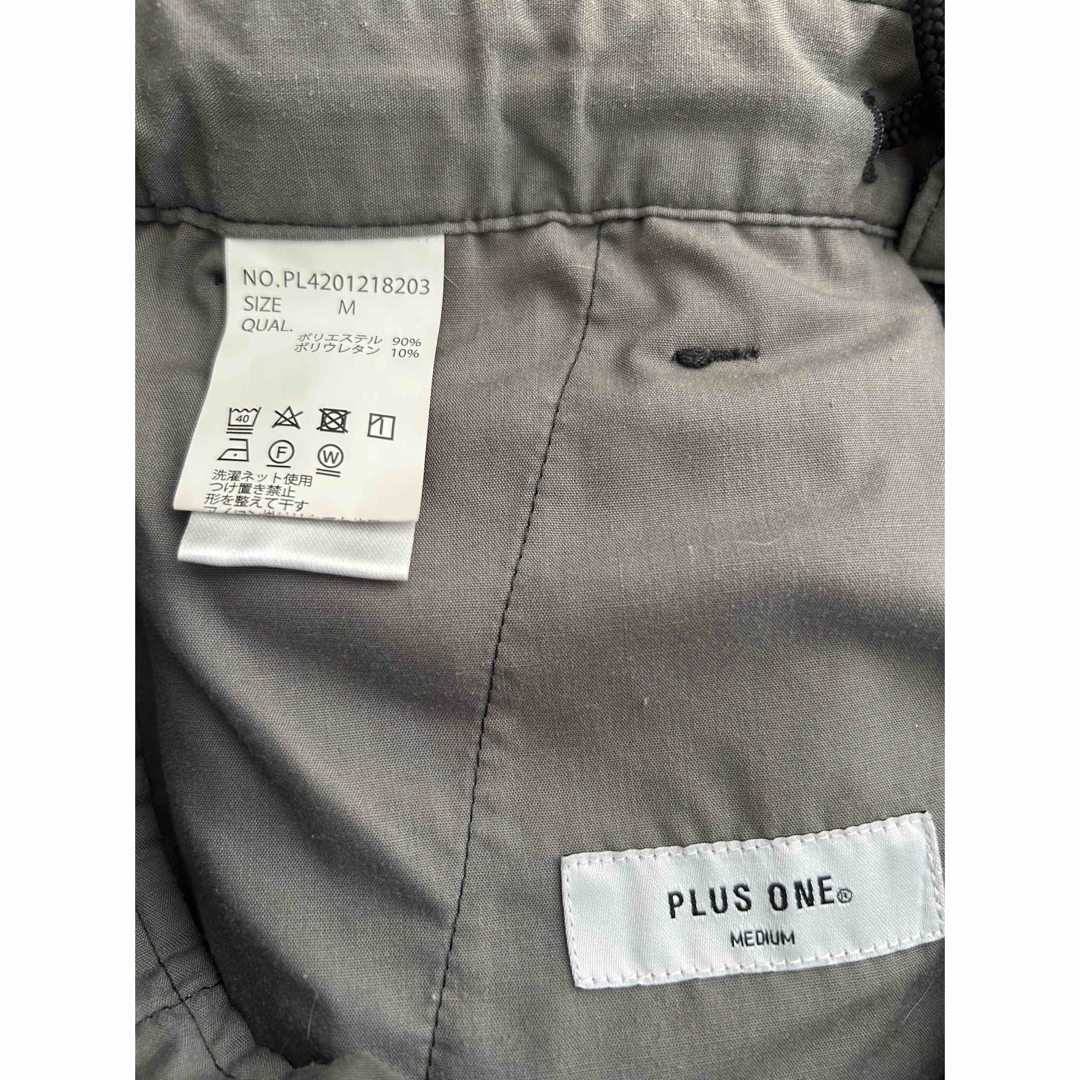 NO.PL4201218203
SIZE M
QUAL.
ポリエステル 90%
ポリウレタン 10%
40
F
W
洗濯ネット使用
つけ置き禁止
形を整えて干す
PLUS ONE®
MEDIUM